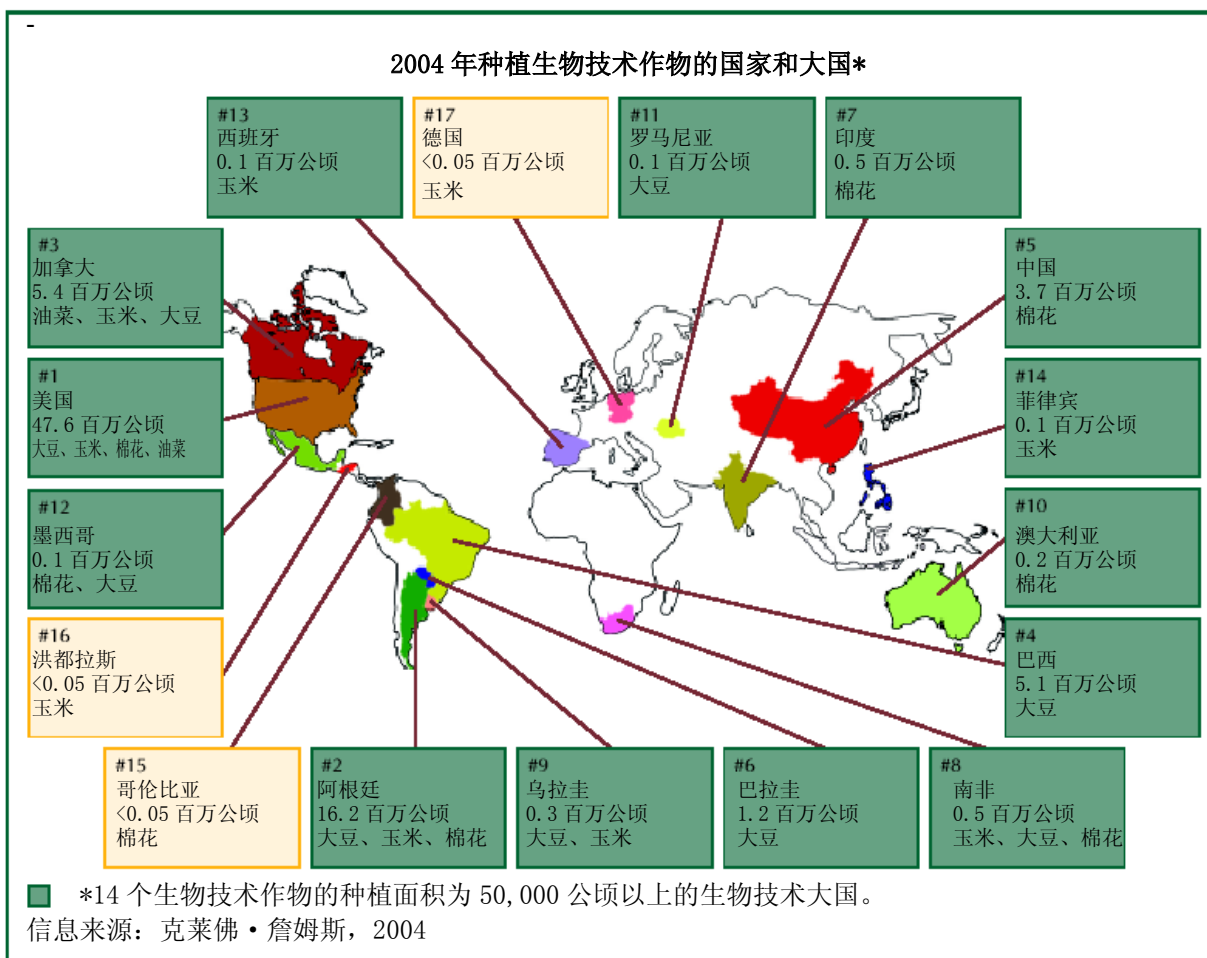 -
2004 年种植生物技术作物的国家和大国*
#13
西班牙
0.1 百万公顷
玉米
#17
德国
<0.05 百万公顷
玉米
#11
罗马尼亚
0.1 百万公顷
大豆
#7
印度
0.5 百万公顷
棉花
#3
加拿大
5.4 百万公顷
油菜、玉米、大豆
#5
中国
3.7 百万公顷
棉花
#1
美国
47.6 百万公顷
大豆、玉米、棉花、油菜
#14
菲律宾
0.1 百万公顷
玉米
#12
墨西哥
0.1 百万公顷
棉花、大豆
#10
澳大利亚
0.2 百万公顷
棉花
#16
洪都拉斯
<0.05 百万公顷
玉米
#4
巴西
5.1 百万公顷
大豆
#15
哥伦比亚
<0.05 百万公顷
棉花
#2
阿根廷
16.2 百万公顷
大豆、玉米、棉花
#9
乌拉圭
0.3 百万公顷
大豆、玉米
#6
巴拉圭
1.2 百万公顷
大豆
#8
南非
0.5 百万公顷
玉米、大豆、棉花
*14 个生物技术作物的种植面积为 50,000 公顷以上的生物技术大国。
信息来源：克莱佛·詹姆斯，2004